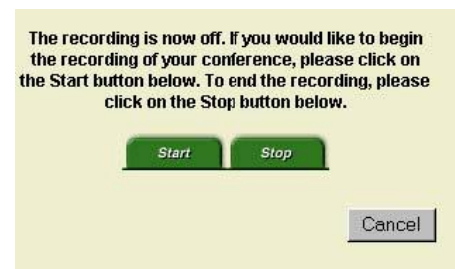 The recording is now off. If you would like to begin
the recording of your conference, please click on
the Start button below. To end the recording, please
click on the Stop button below.
Start Stop
Cancel